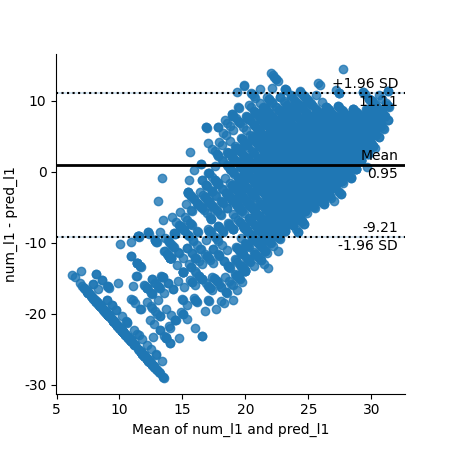 +1.96 SD
11.11
Mean
0.95
-9.21
-1.96 SD
10
0
-10
-20
-30
5 10 15 20 25 30
num_l1 - pred_l1
Mean of num_l1 and pred_l1